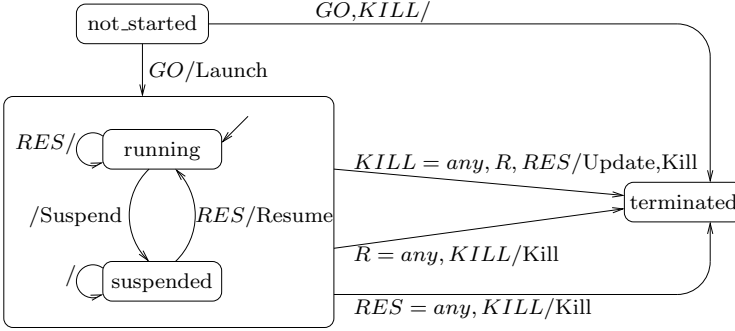 GO,KILL/
not_started
GO/Launch
RES/
running
KILL = any, R, RES/Update,Kill
/Suspend
RES/Resume
terminated
R = any, KILL/Kill
/
suspended
RES = any, KILL/Kill